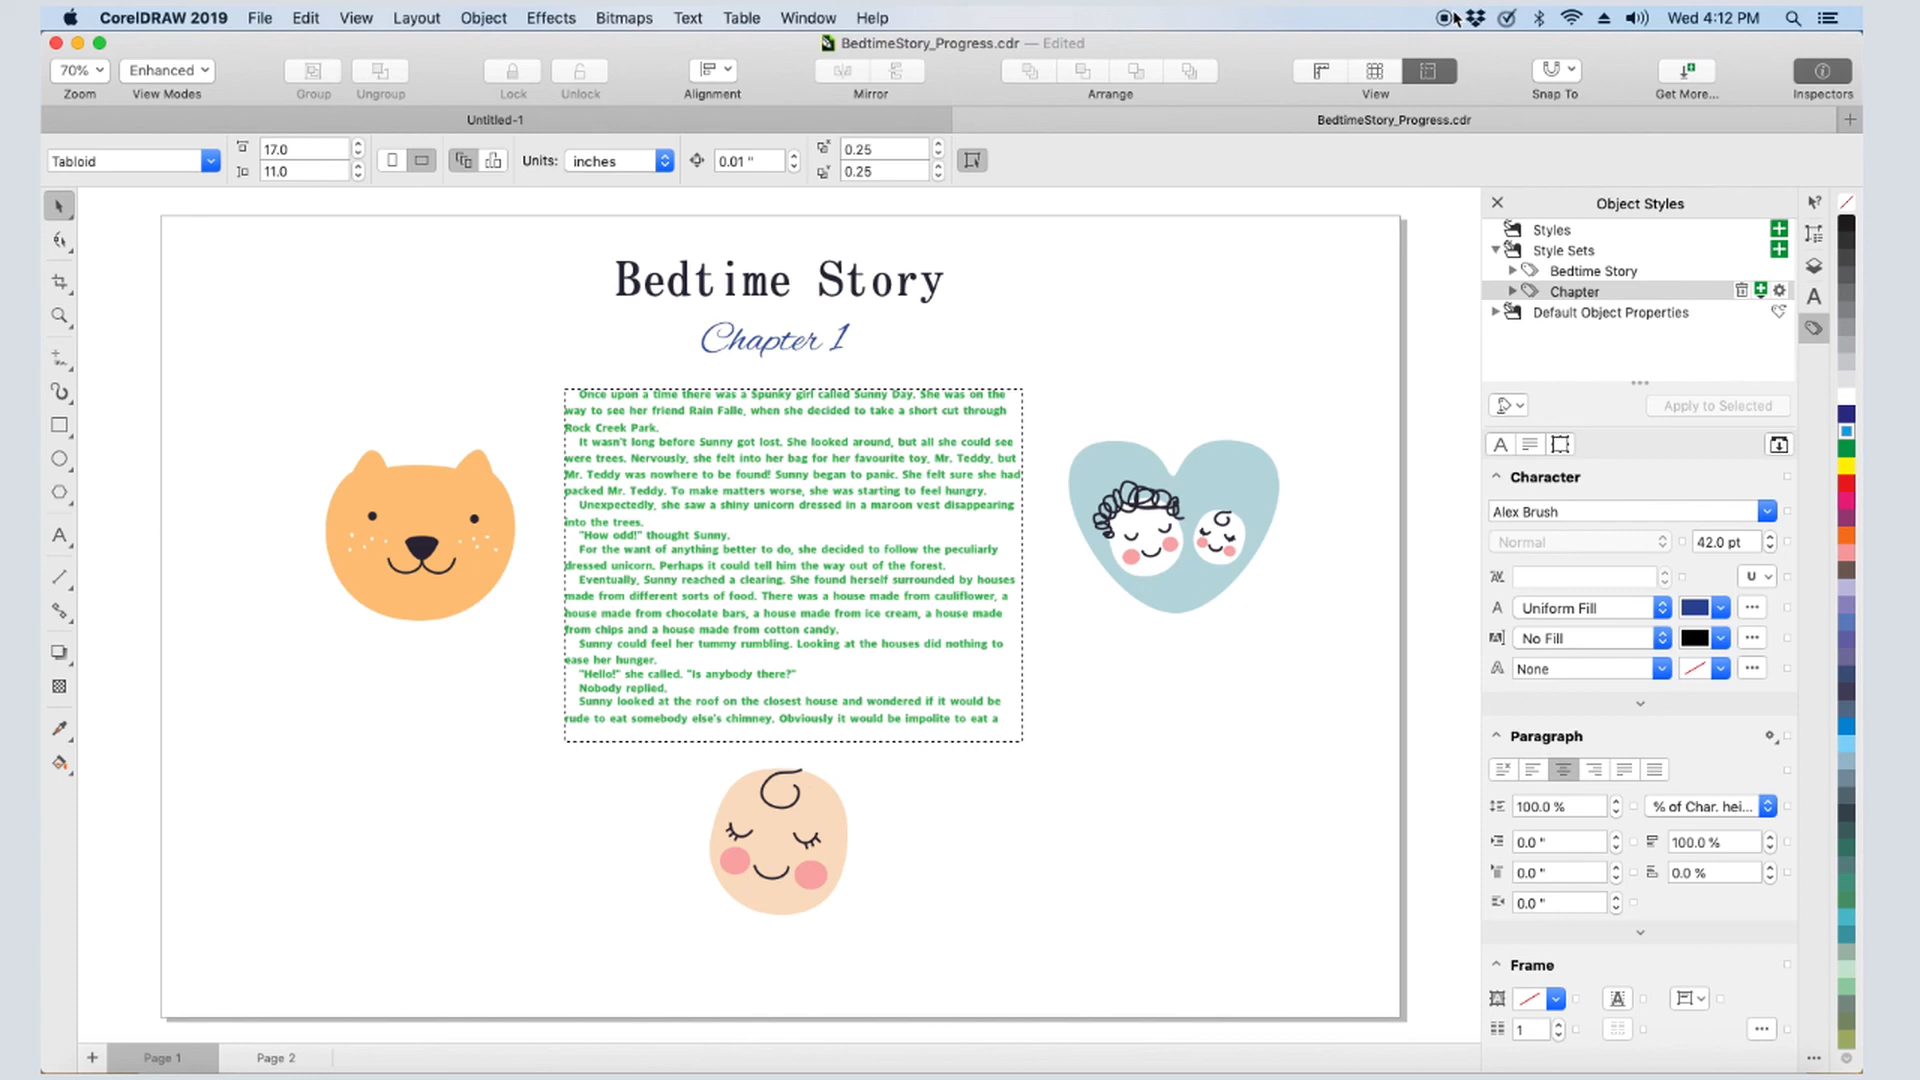 CorelDRAW 2019 File Edit View Layout Object Effects Bitmaps Text Table Window Help Wed 4:12 PM
BedtimeStory_Progress.cdr — Edited
70% Enhanced
Zoom View Modes Group Ungroup Lock Unlock Alignment Mirror Arrange View Snap To Get More... Inspectors
Untitled-1 BedtimeStory_Progress.cdr
Tabloid 17.0 11.0 Units: inches 0.01 " 0.25 0.25
Bedtime Story
Chapter 1
Once upon a time there was a Spunky girl called Sunny Day. She was on the
way to see her friend Rain Falle, when she decided to take a short cut through
Rock Creek Park.
It wasn't long before Sunny got lost. She looked around, but all she could see
were trees. Nervously, she felt into her bag for her favourite toy, Mr. Teddy, but
Mr. Teddy was nowhere to be found! Sunny began to panic. She felt sure she had
packed Mr. Teddy. To make matters worse, she was starting to feel hungry.
Unexpectedly, she saw a shiny unicorn dressed in a maroon vest disappearing
into the trees.
"How odd!" thought Sunny.
For the want of anything better to do, she decided to follow the peculiarly
dressed unicorn. Perhaps it could tell him the way out of the forest.
Eventually, Sunny reached a clearing. She found herself surrounded by houses
made from different sorts of food. There was a house made from cauliflower, a
house made from chocolate bars, a house made from ice cream, a house made
from chips and a house made from cotton candy.
Sunny could feel her tummy rumbling. Looking at the houses did nothing to
ease her hunger.
"Hello!" she called. "Is anybody there?"
Nobody replied.
Sunny looked at the roof on the closest house and wondered if it would be
rude to eat somebody else's chimney. Obviously it would be impolite to eat a
Object Styles
Styles
Style Sets
Bedtime Story
Chapter
Default Object Properties
Apply to Selected
Character
Alex Brush
Normal 42.0 pt
U
Uniform Fill
No Fill
None
Paragraph
100.0 % % of Char. hei...
0.0 " 100.0 %
0.0 " 0.0 %
0.0 "
Frame
1
Page 1 Page 2